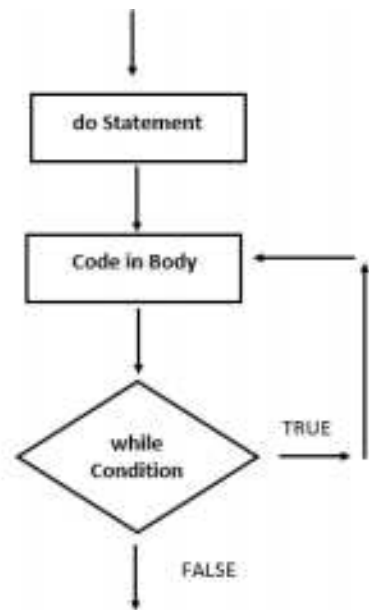 do Statement
Code in Body
while
Condition
TRUE
FALSE